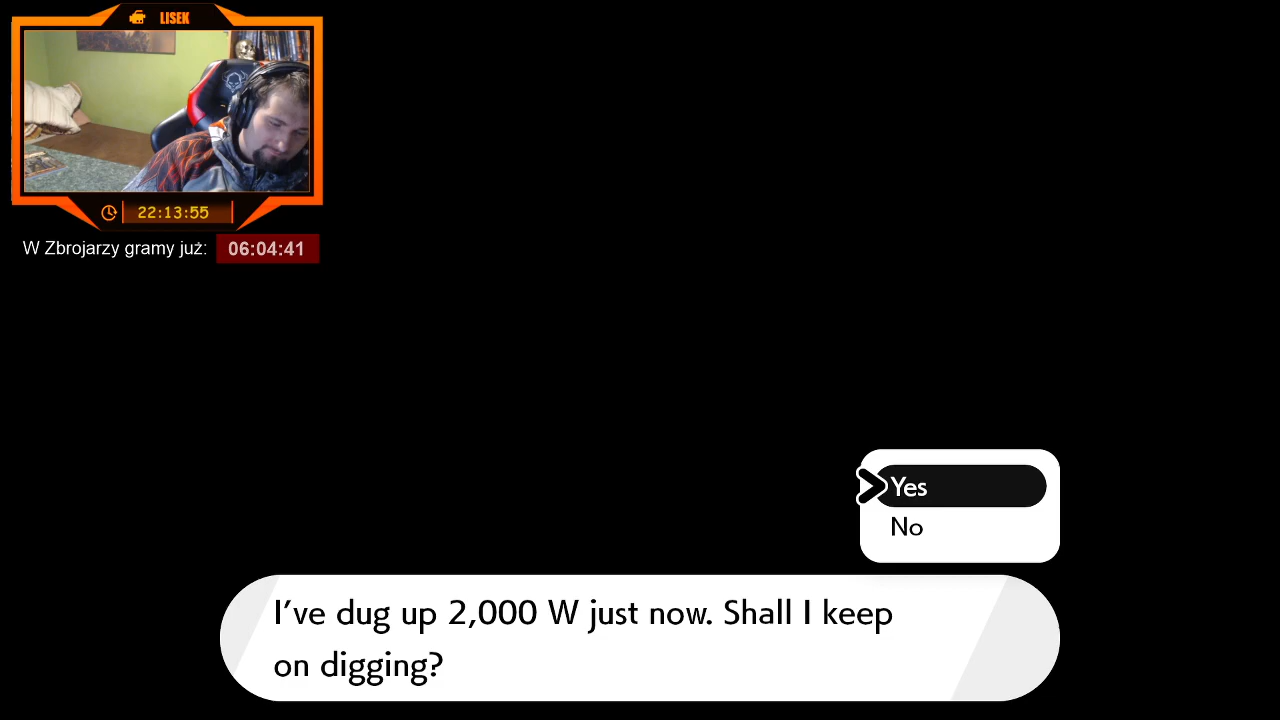 LISEK
22:13:55
W Zbrojarzy gramy już:
06:04:41
Yes
No
I've dug up 2,000 W just now. Shall I keep
on digging?